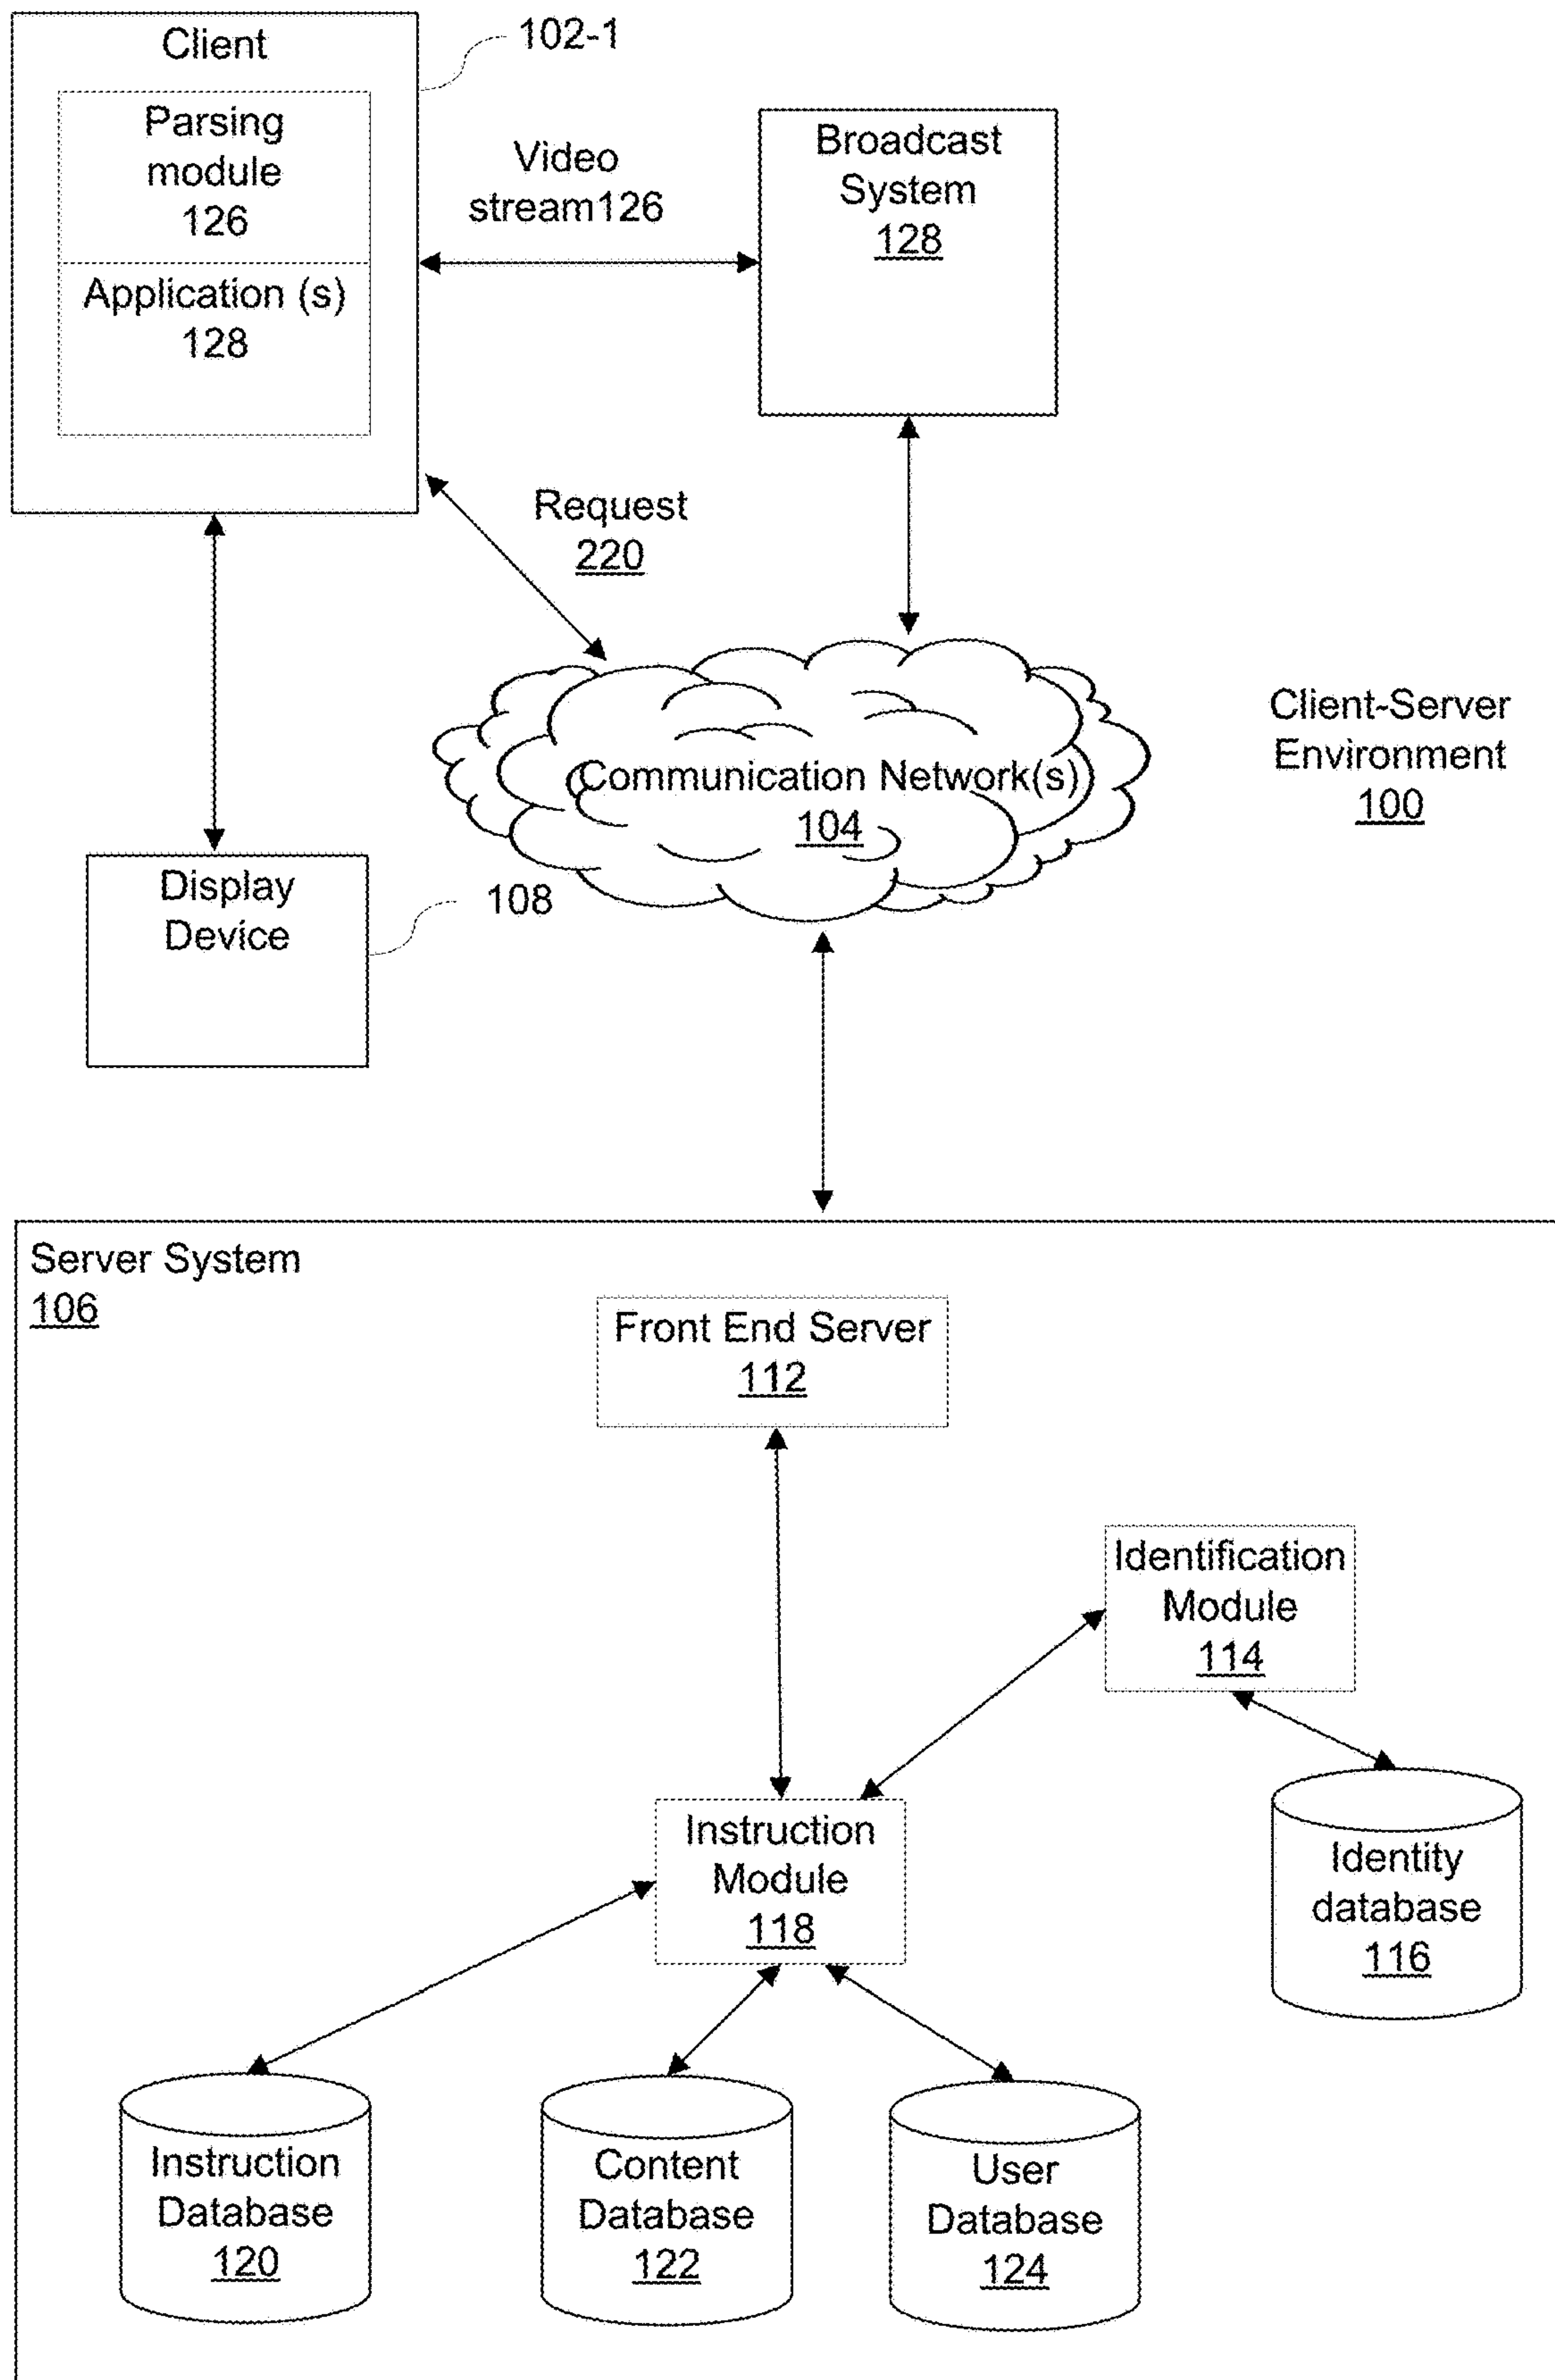 Client
102-1
Parsing
module
126
Application (s)
128
Video
stream126
Broadcast
System
128
Request
220
Communication Network(s)
104
Client-Server
Environment
100
Display
Device
108
Server System
106
Front End Server
112
Identification
Module
114
Identity
database
116
Instruction
Module
118
Instruction
Database
120
Content
Database
122
User
Database
124